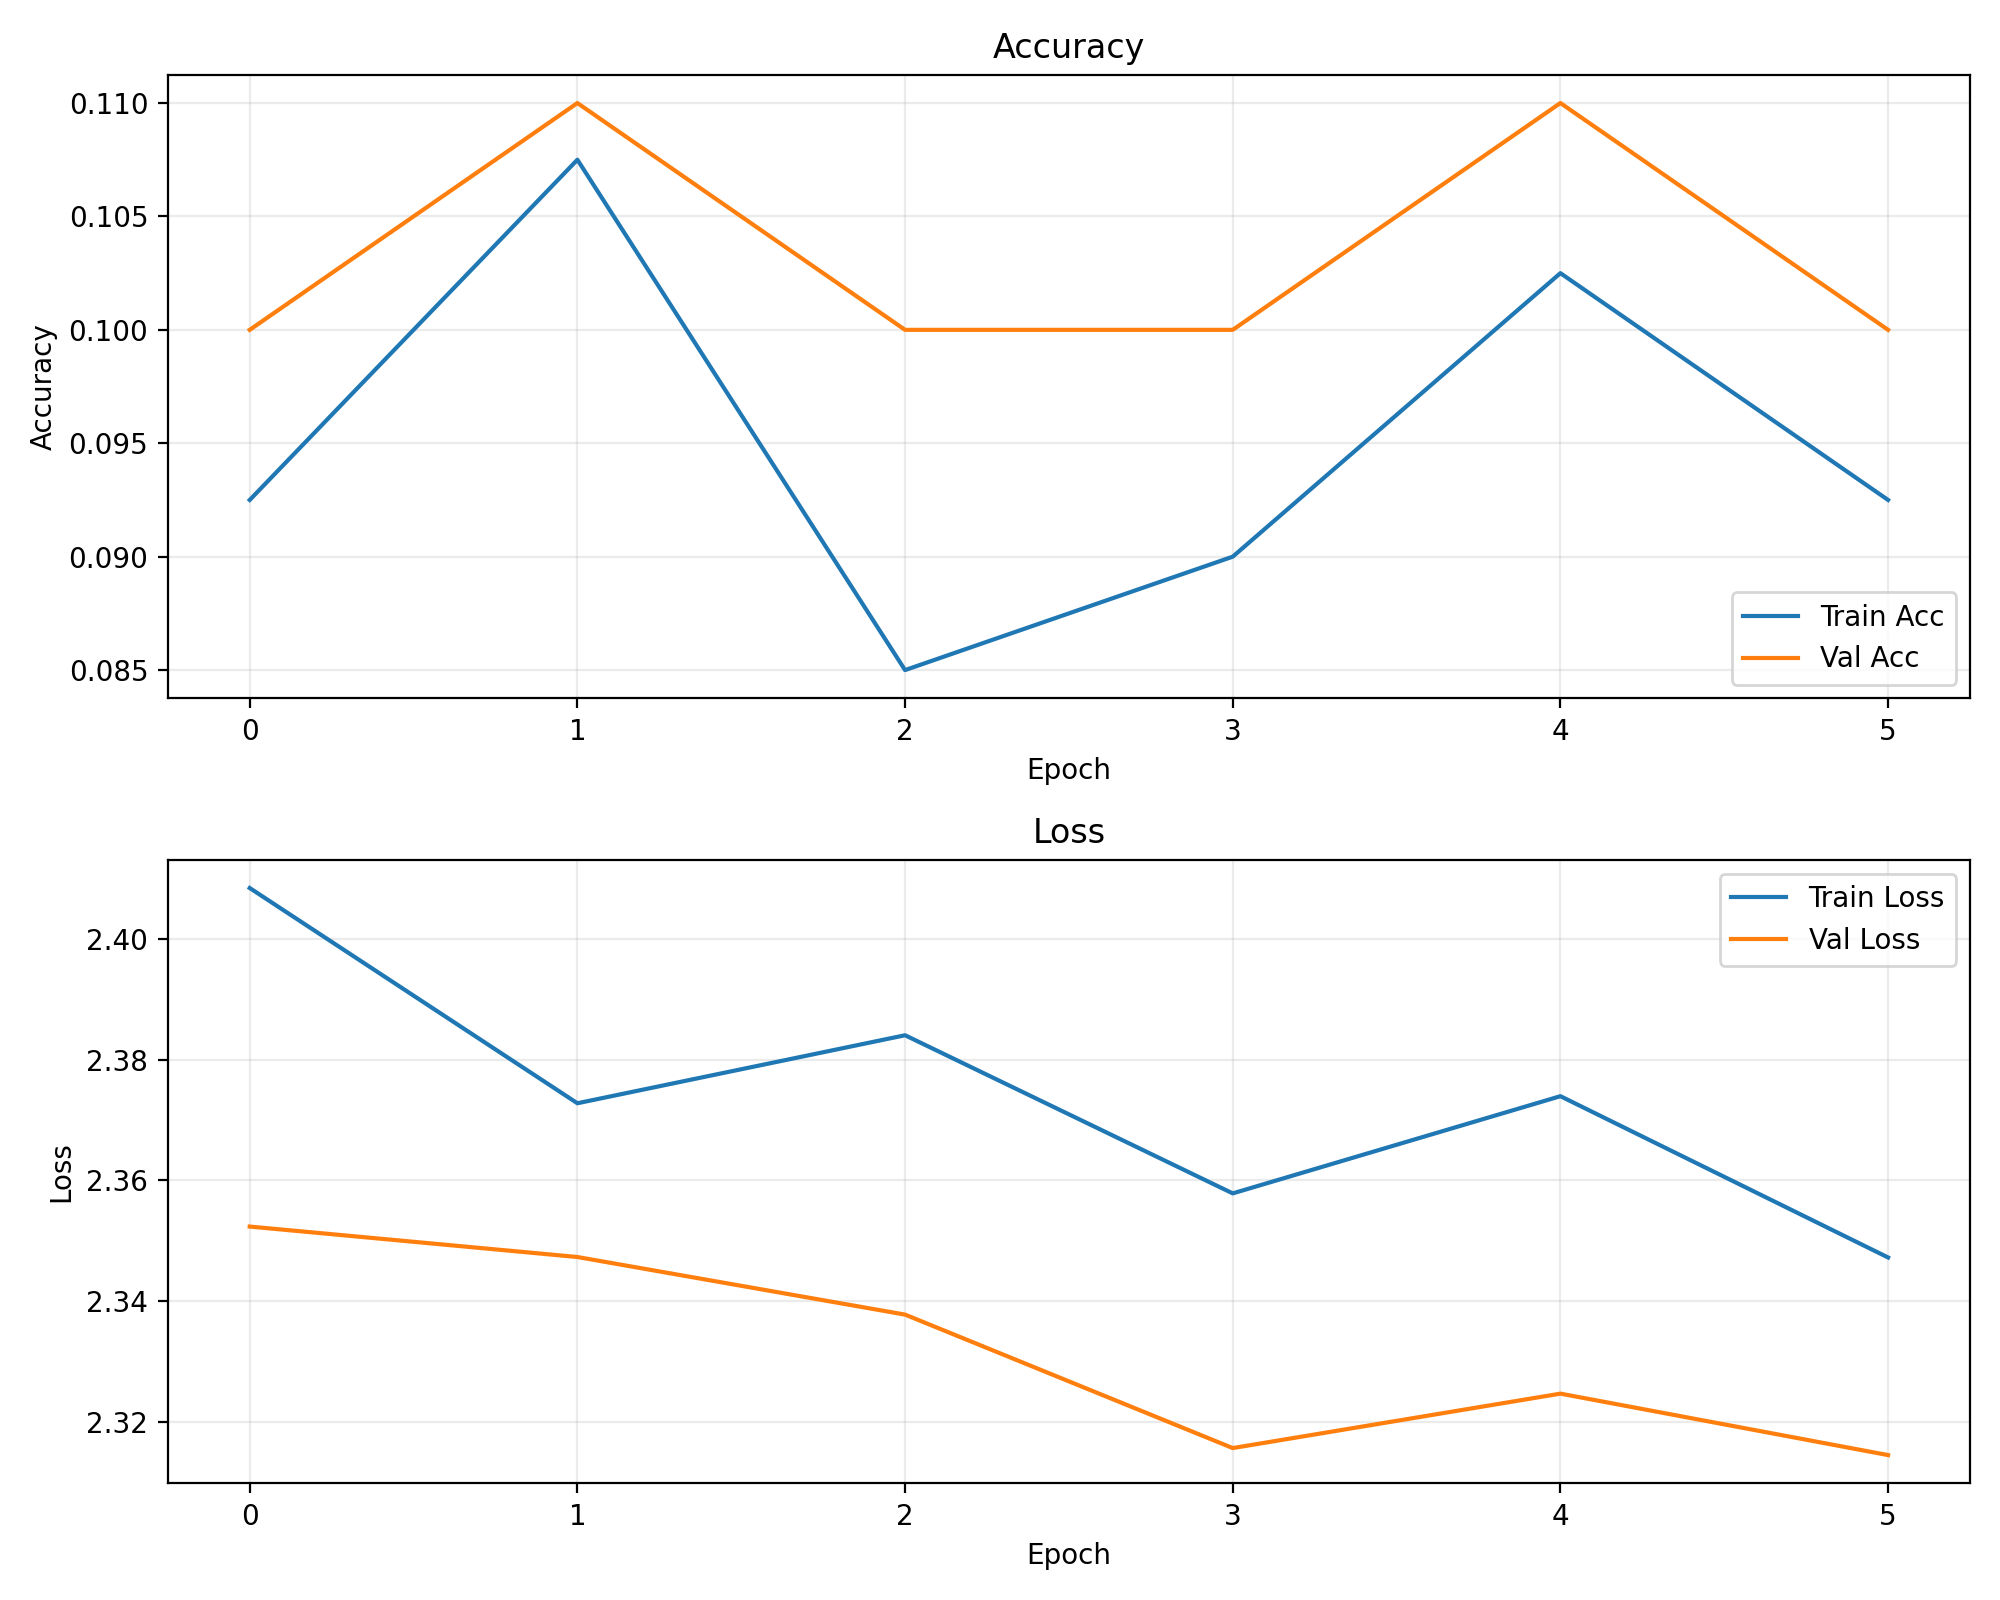 Accuracy
0.110
0.105
0.100
0.095
0.090
0.085
Accuracy
Train Acc
Val Acc
0 1 2 3 4 5
Epoch
Loss
2.40
2.38
2.36
2.34
2.32
Loss
Train Loss
Val Loss
0 1 2 3 4 5
Epoch